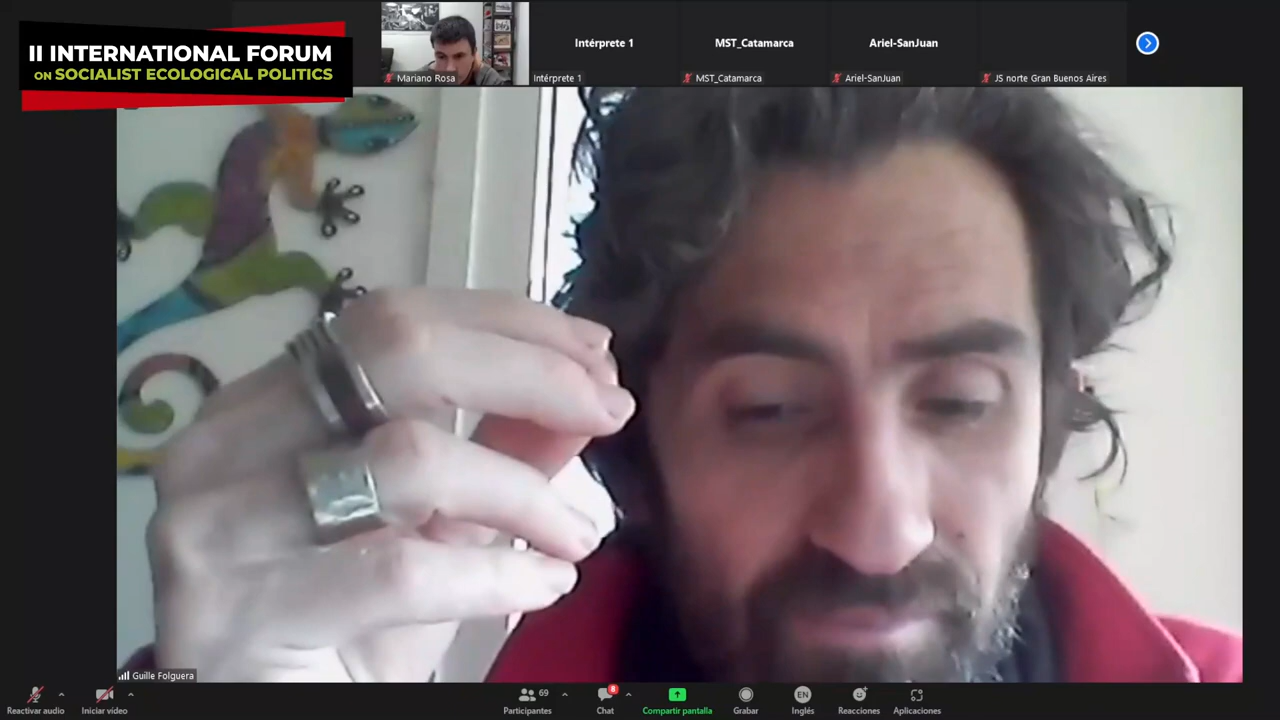 II INTERNATIONAL FORUM
ON SOCIALIST ECOLOGICAL POLITICS
Mariano Rosa
Intérprete 1
Intérprete 1
MST_Catamarca
MST_Catamarca
Ariel-SanJuan
Ariel-SanJuan
JS norte Gran Buenos Aires
Guille Folguera
Reactivar audio
Iniciar video
69
Participantes
8
Chat
Compartir pantalla
Grabar
EN
Inglés
Reacciones
Aplicaciones